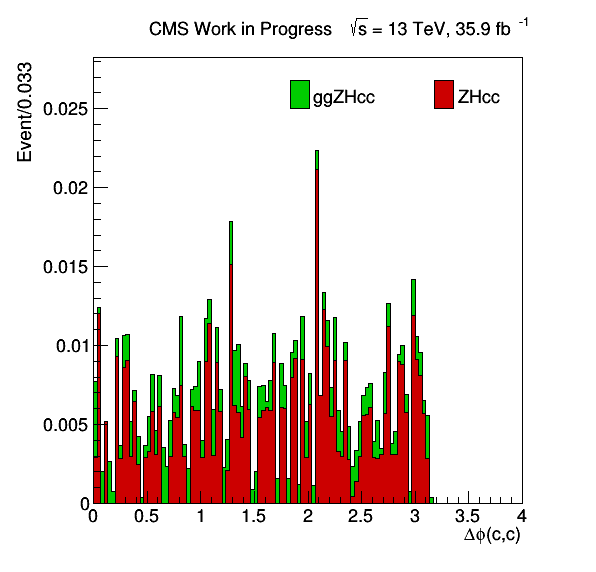 CMS Work in Progress √s = 13 TeV, 35.9 fb⁻¹
Event/0.033
ggZHcc ZHcc
0.025
0.02
0.015
0.01
0.005
0
0 0.5 1 1.5 2 2.5 3 3.5 4
Δϕ(c,c)